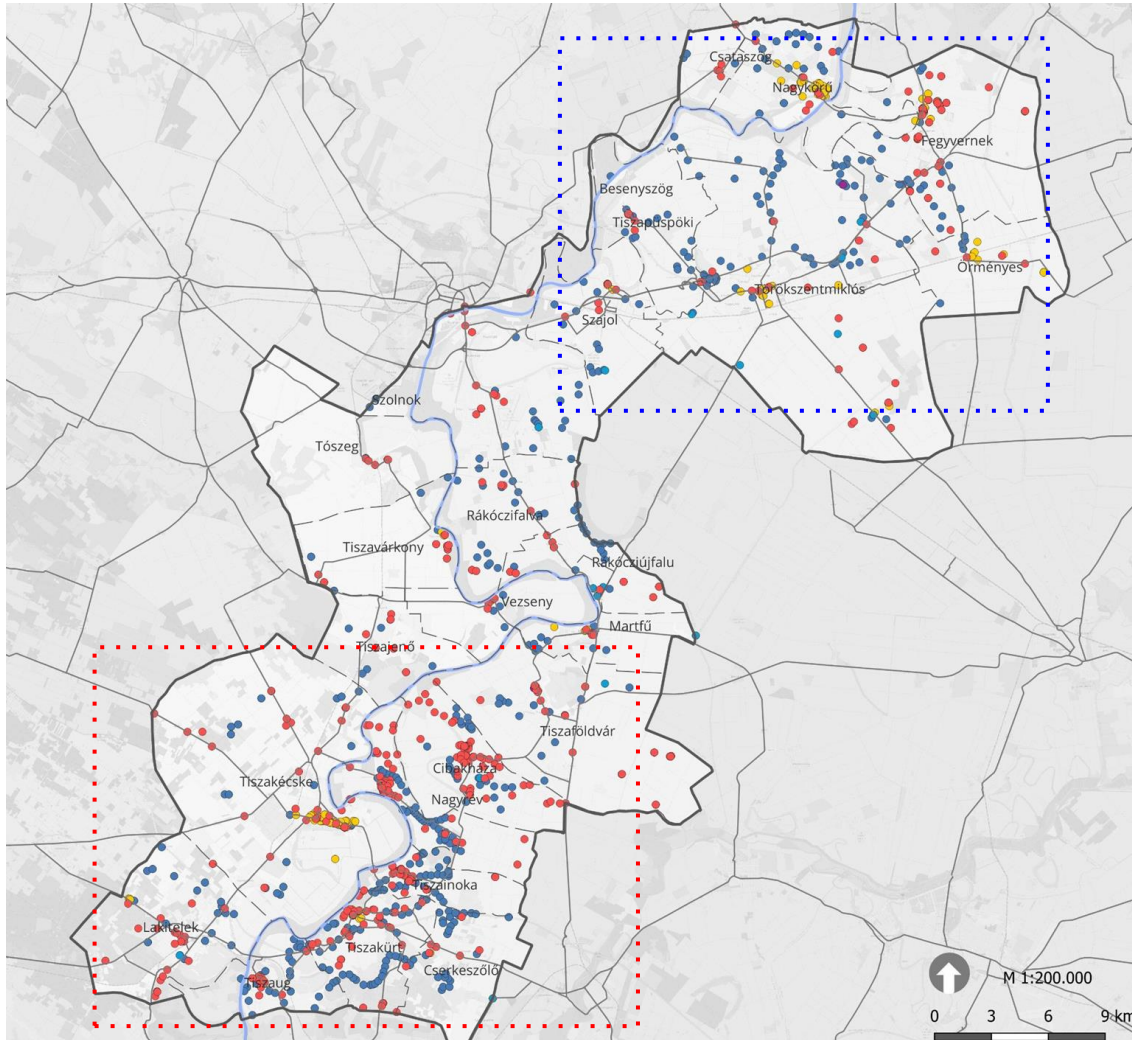 Csataszög
Nagykörű
Fegyvernek
Besenyszög
Tiszapüspöki
Örményes
Törökszentmiklós
Szajol
Szolnok
Tószeg
Rákóczifalva
Tiszavárkony
Rákócziújfalu
Vezseny
Martfű
Tiszajenő
Tiszaföldvár
Cibakháza
Tiszakécske
Nagyrév
Tiszainoka
Lakitelek
Tiszakürt
Cserkeszőlő
Tiszaug
M 1:200.000
0 3 6 9 km